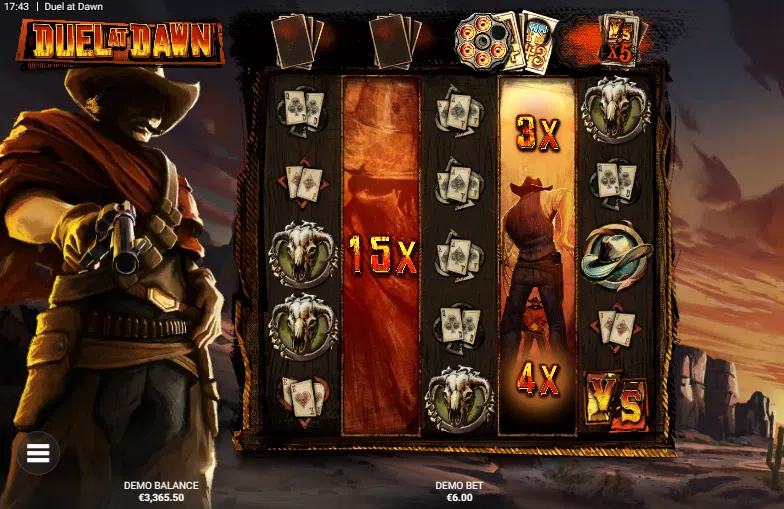 17:43 | Duel at Dawn
DUEL AT DAWN
VS
X5
3X
15X
4X
VS
DEMO BALANCE
€3,365.50
DEMO BET
€6.00